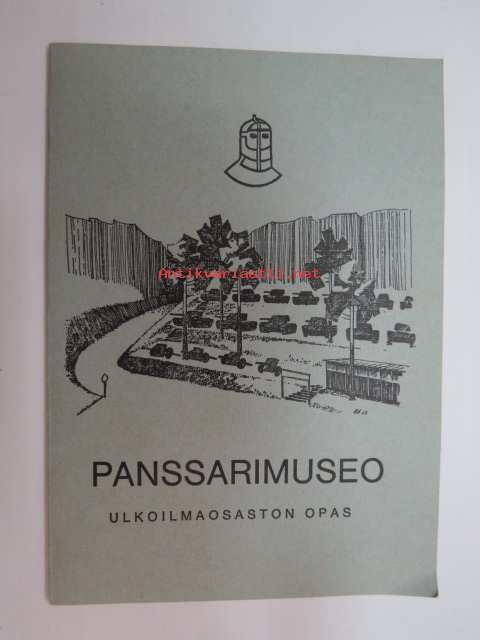 Antikvariaatti.net
PANSSARIMUSEO
ULKOILMAOSASTON OPAS